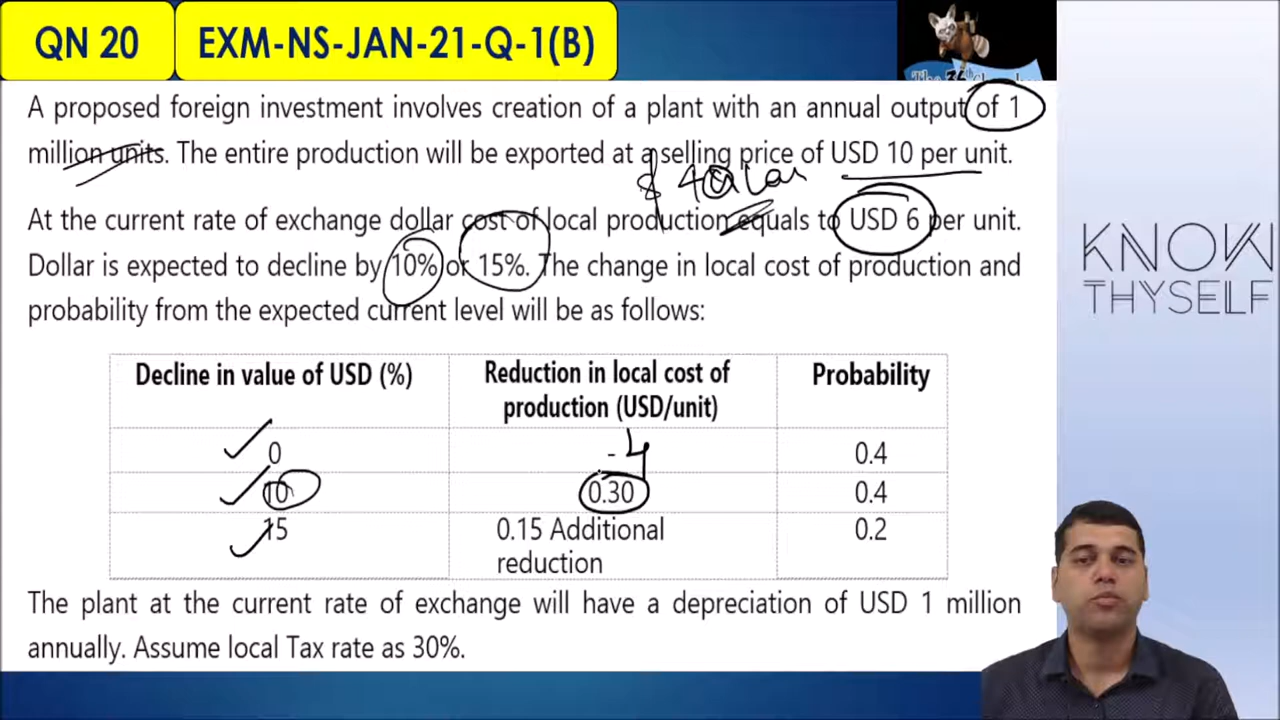 QN 20
EXM-NS-JAN-21-Q-1(B)
A proposed foreign investment involves creation of a plant with an annual output of 1
million units. The entire production will be exported at a selling price of USD 10 per unit.
At the current rate of exchange dollar cost of local production equals to USD 6 per unit.
Dollar is expected to decline by 10% or 15%. The change in local cost of production and
probability from the expected current level will be as follows:
Decline in value of USD (%)
Reduction in local cost of
production (USD/unit)
Probability
0
-
0.4
10
0.30
0.4
15
0.15 Additional
reduction
0.2
The plant at the current rate of exchange will have a depreciation of USD 1 million
annually. Assume local Tax rate as 30%.
KNOW
THYSELF